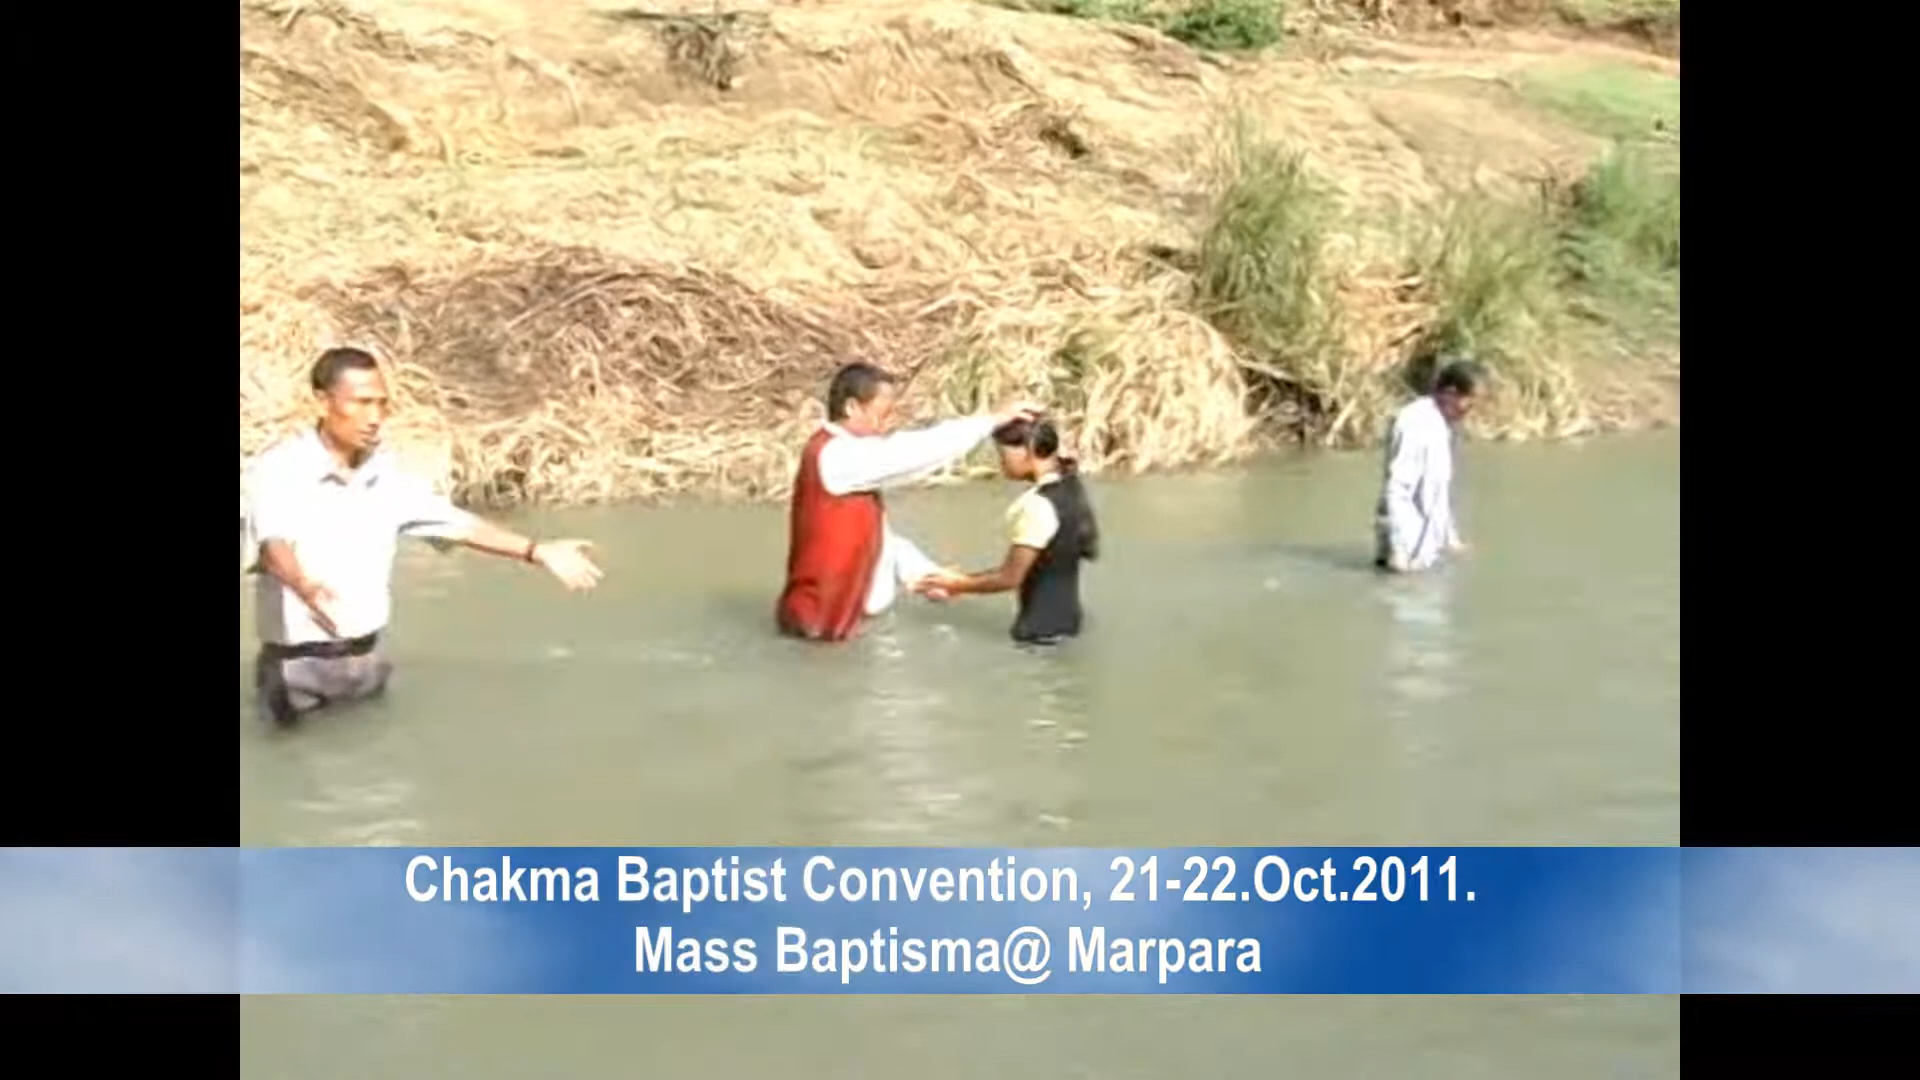 Chakma Baptist Convention, 21-22.Oct.2011.
Mass Baptisma@ Marpara